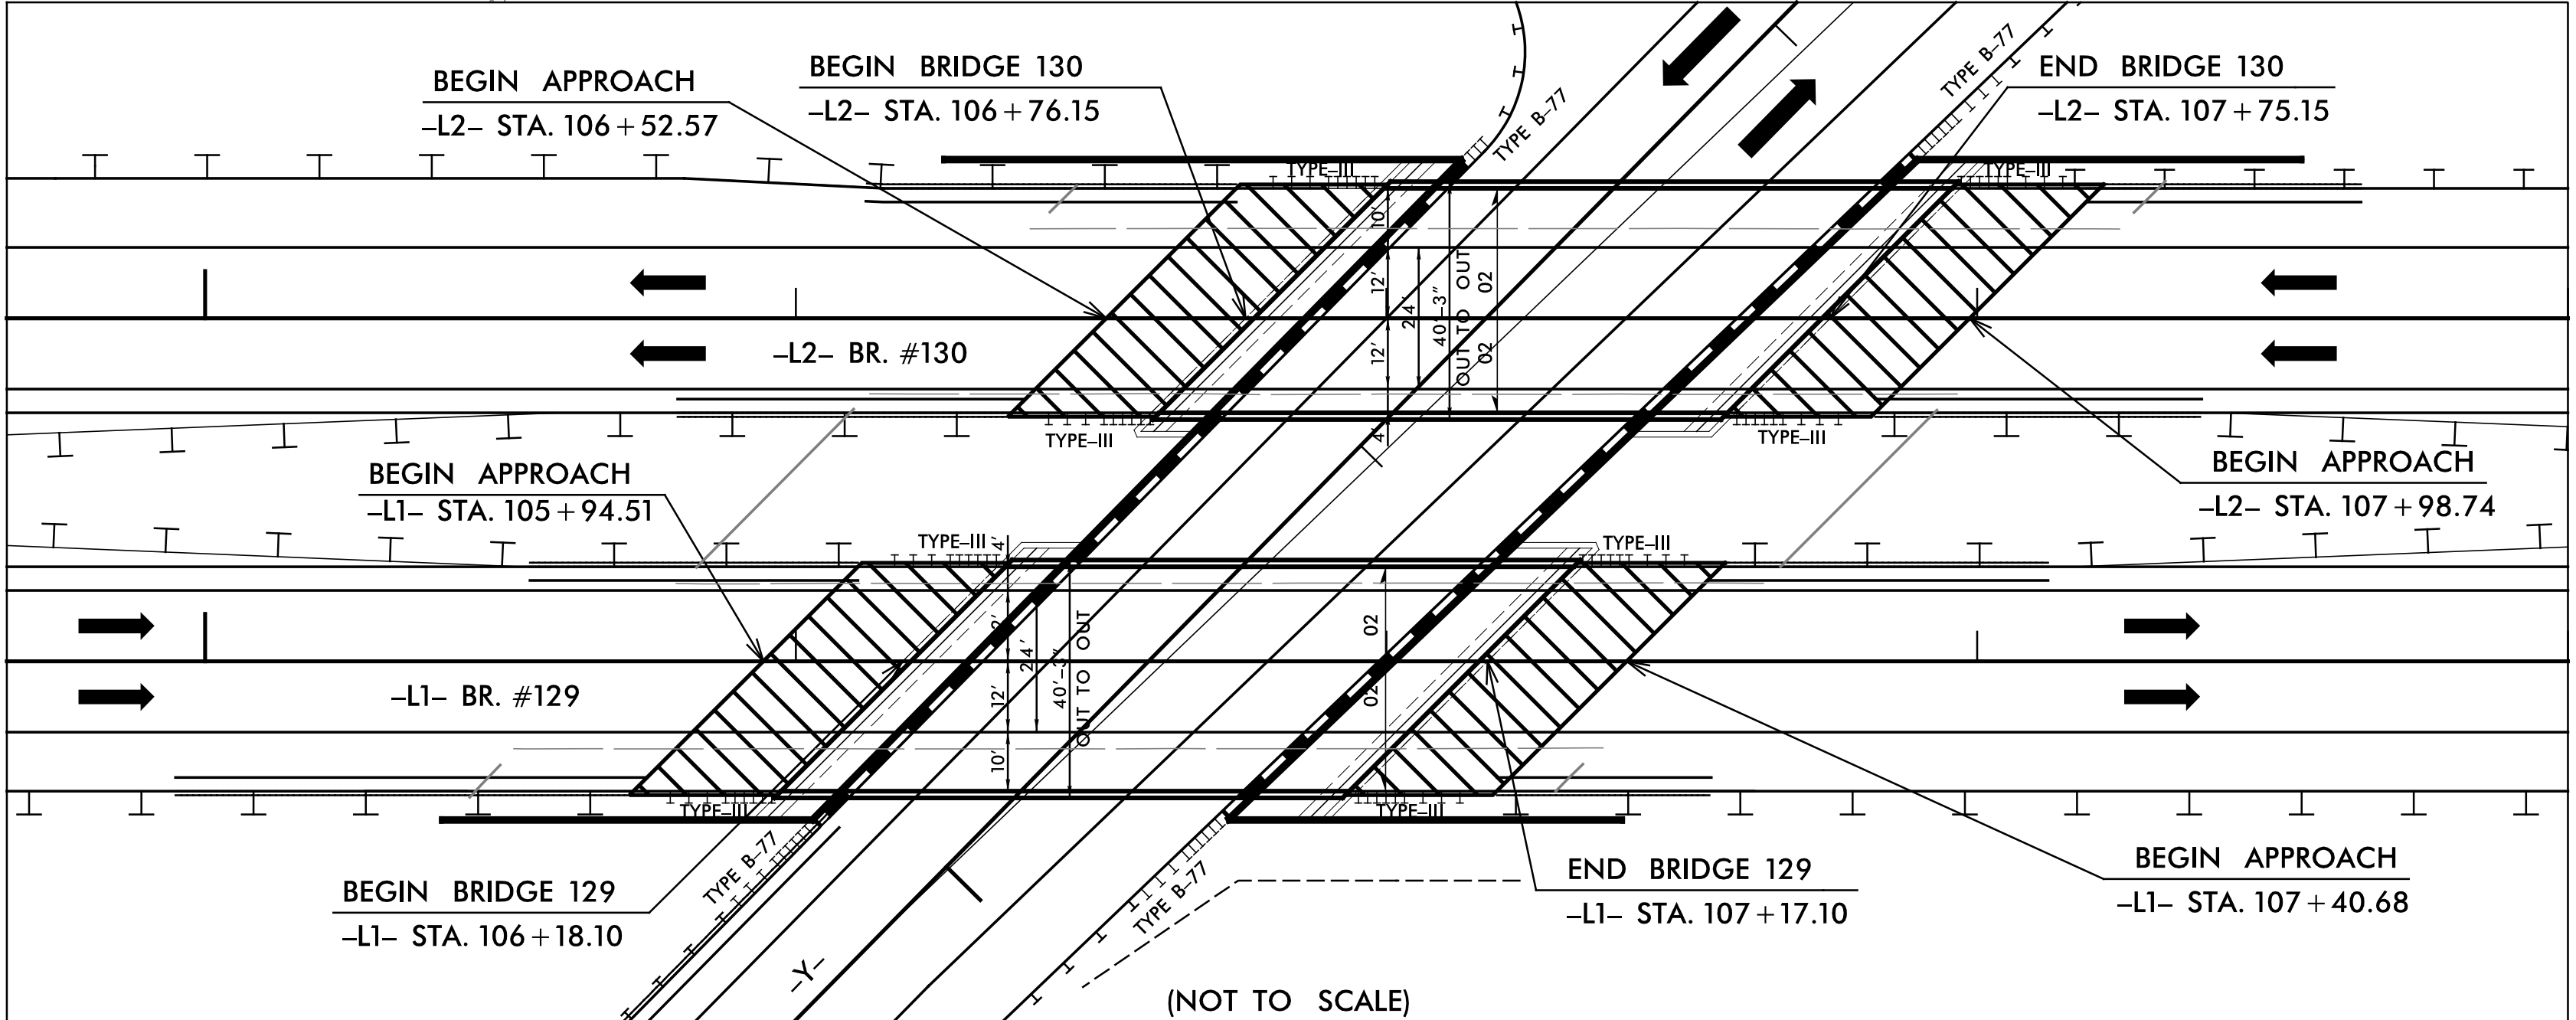 BEGIN APPROACH
–L2– STA. 106+52.57
BEGIN BRIDGE 130
–L2– STA. 106+76.15
TYPE B–77
TYPE B–77
END BRIDGE 130
–L2– STA. 107+75.15
TYPE–III
TYPE–III
10'
12'
12'
24'
40'–3"
OUT TO OUT
02
02
4'
–L2– BR. #130
TYPE–III
TYPE–III
BEGIN APPROACH
–L1– STA. 105+94.51
BEGIN APPROACH
–L2– STA. 107+98.74
TYPE–III
4'
TYPE–III
12'
10'
24'
40'–3"
OUT TO OUT
02
02
–L1– BR. #129
TYPE–III
TYPE–III
TYPE B–77
TYPE B–77
BEGIN BRIDGE 129
–L1– STA. 106+18.10
END BRIDGE 129
–L1– STA. 107+17.10
BEGIN APPROACH
–L1– STA. 107+40.68
–Y–
(NOT TO SCALE)